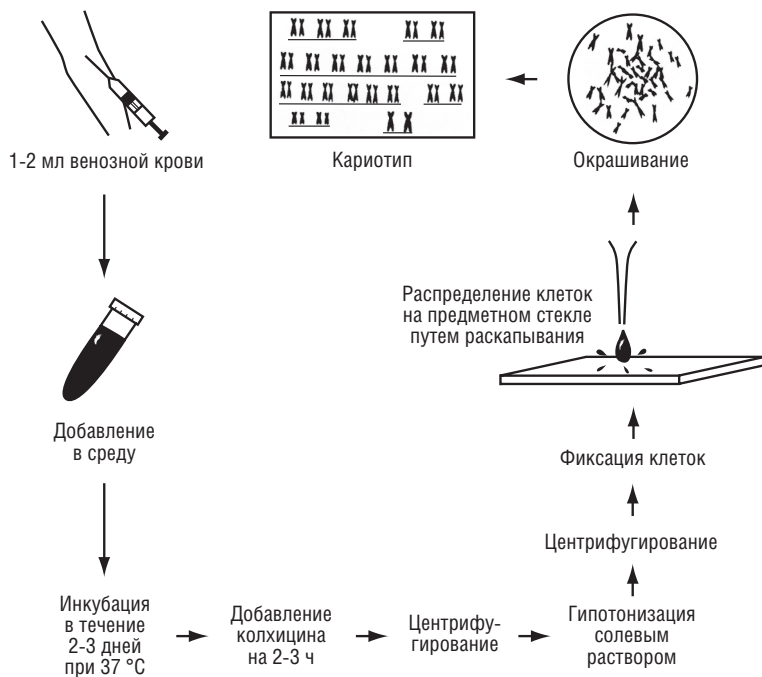 1-2 мл венозной крови
Добавление
в среду
Инкубация
в течение
2-3 дней
при 37 °C
Добавление
колхицина
на 2-3 ч
Центрифу-
гирование
Гипотонизация
солевым
раствором
Центрифугирование
Фиксация клеток
Распределение клеток
на предметном стекле
путем раскапывания
Окрашивание
Кариотип